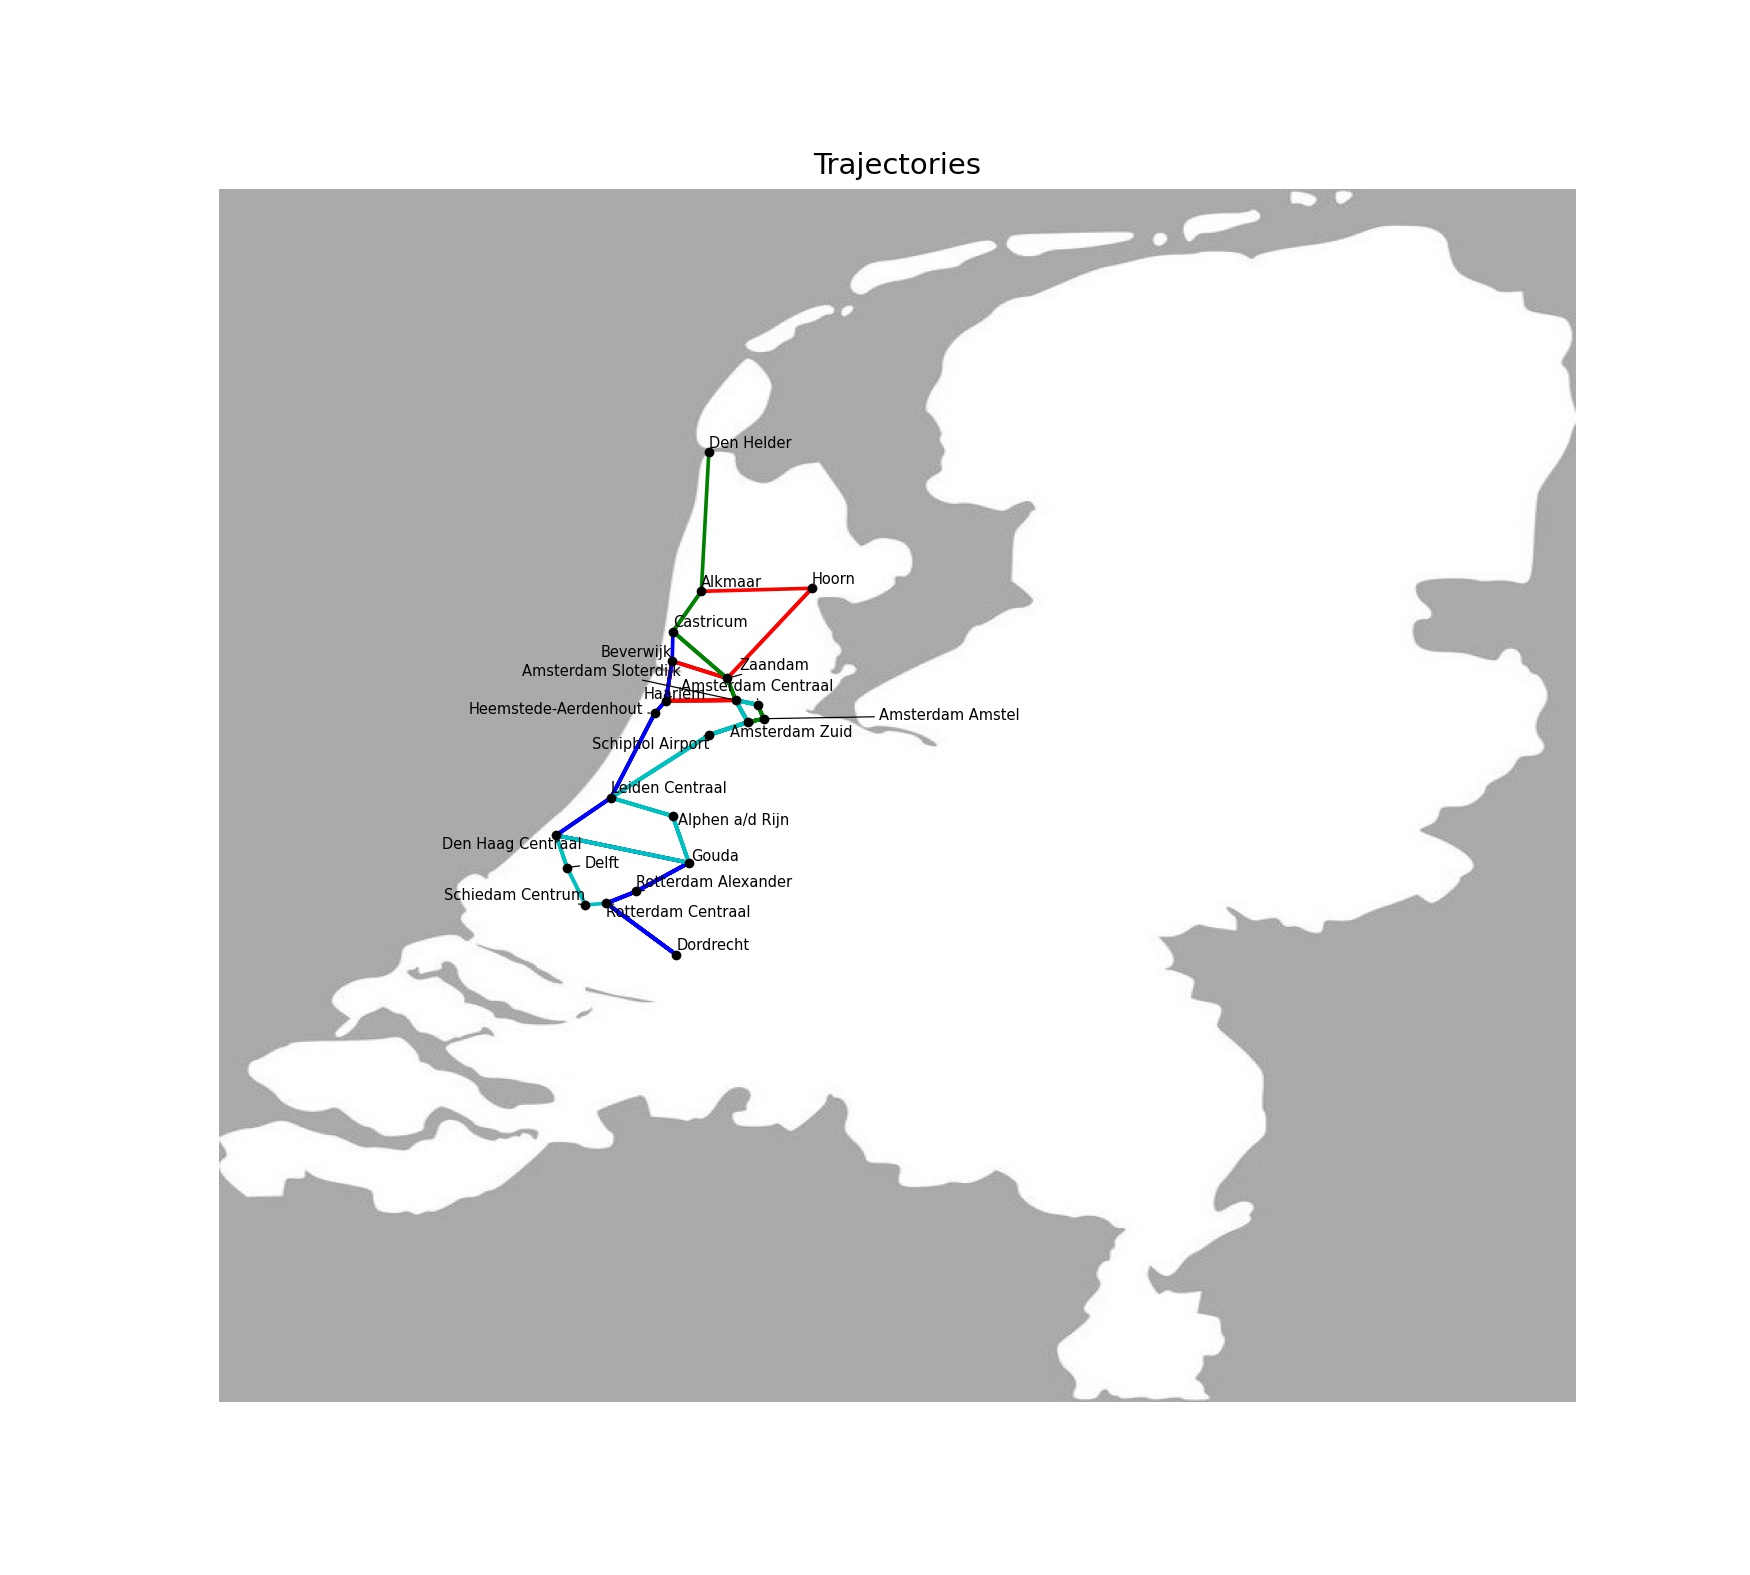 Trajectories
Den Helder
Alkmaar
Hoorn
Castricum
Beverwijk
Zaandam
Amsterdam Sloterdijk
Amsterdam Centraal
Haarlem
Heemstede-Aerdenhout
Amsterdam Amstel
Amsterdam Zuid
Schiphol Airport
Leiden Centraal
Alphen a/d Rijn
Den Haag Centraal
Gouda
Delft
Rotterdam Alexander
Schiedam Centrum
Rotterdam Centraal
Dordrecht